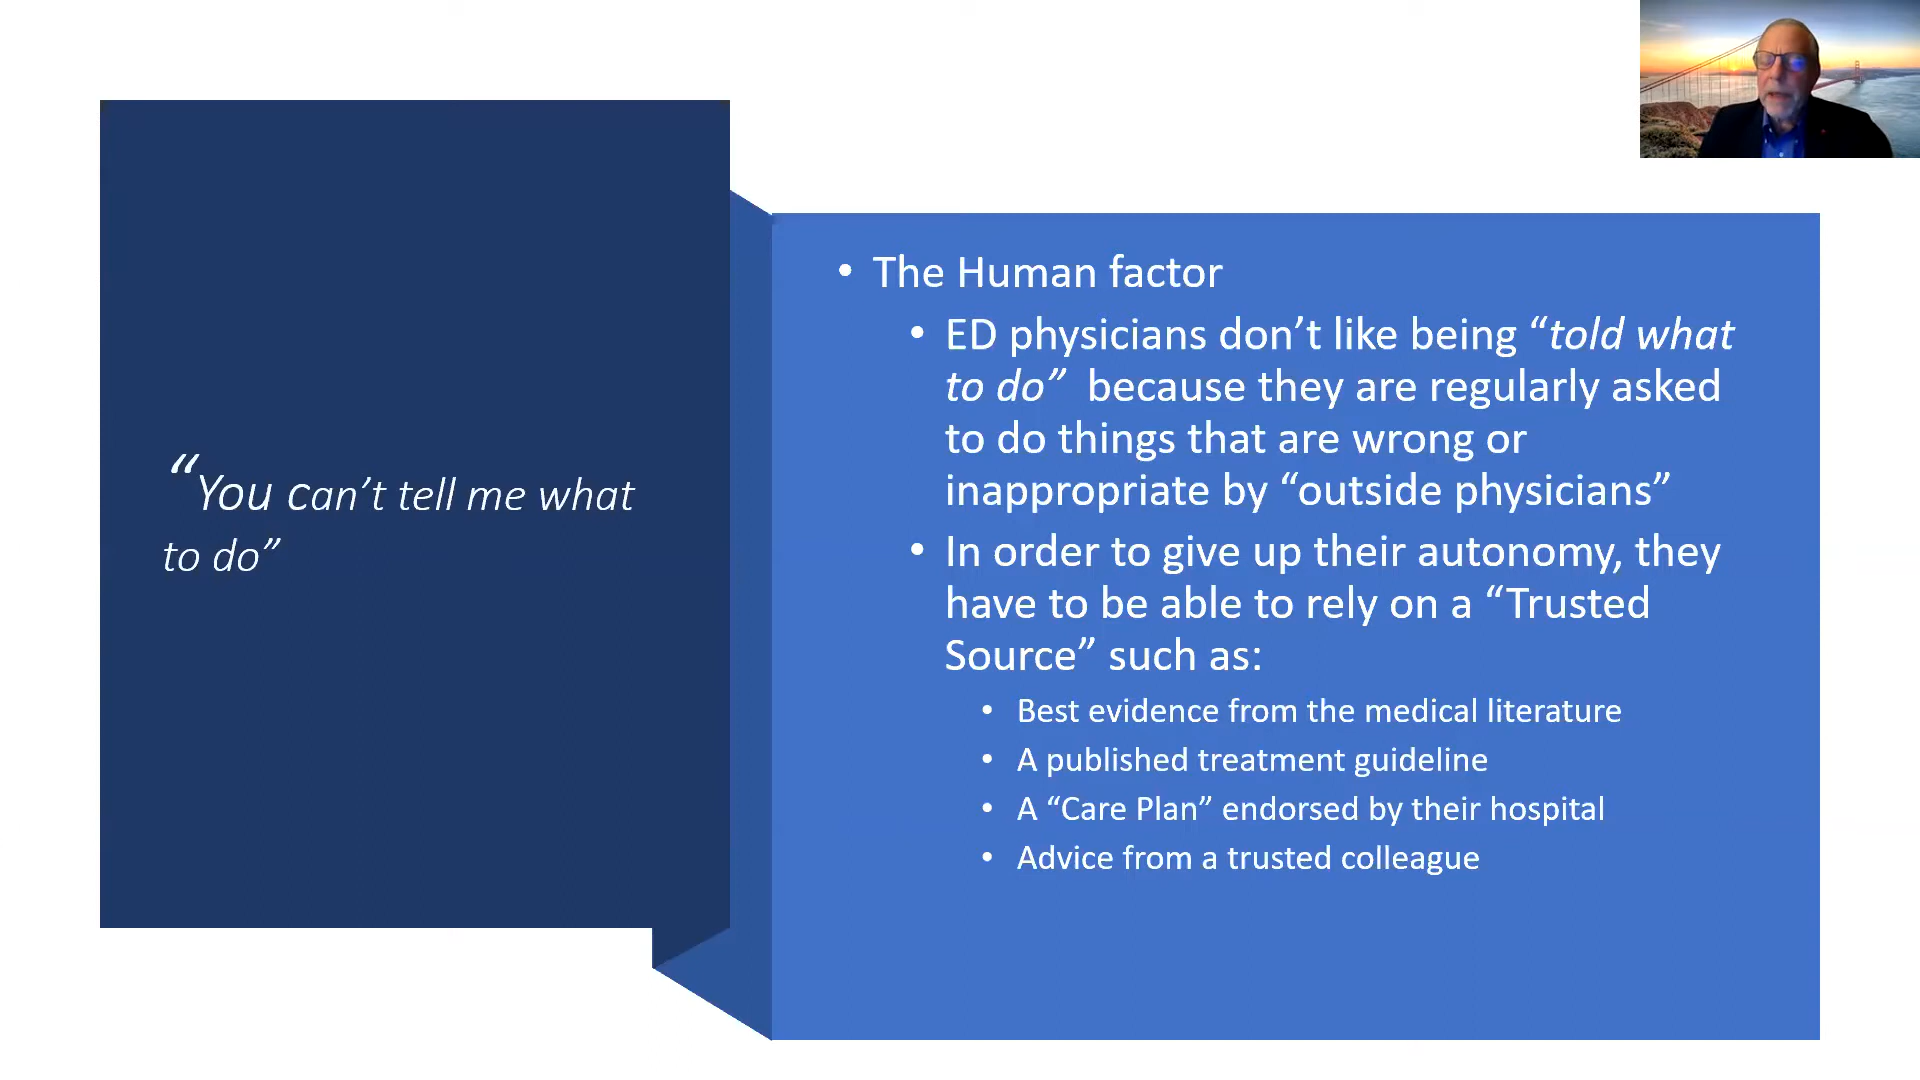 “You can’t tell me what
to do”
• The Human factor
• ED physicians don’t like being “told what
to do” because they are regularly asked
to do things that are wrong or
inappropriate by “outside physicians”
• In order to give up their autonomy, they
have to be able to rely on a “Trusted
Source” such as:
• Best evidence from the medical literature
• A published treatment guideline
• A “Care Plan” endorsed by their hospital
• Advice from a trusted colleague